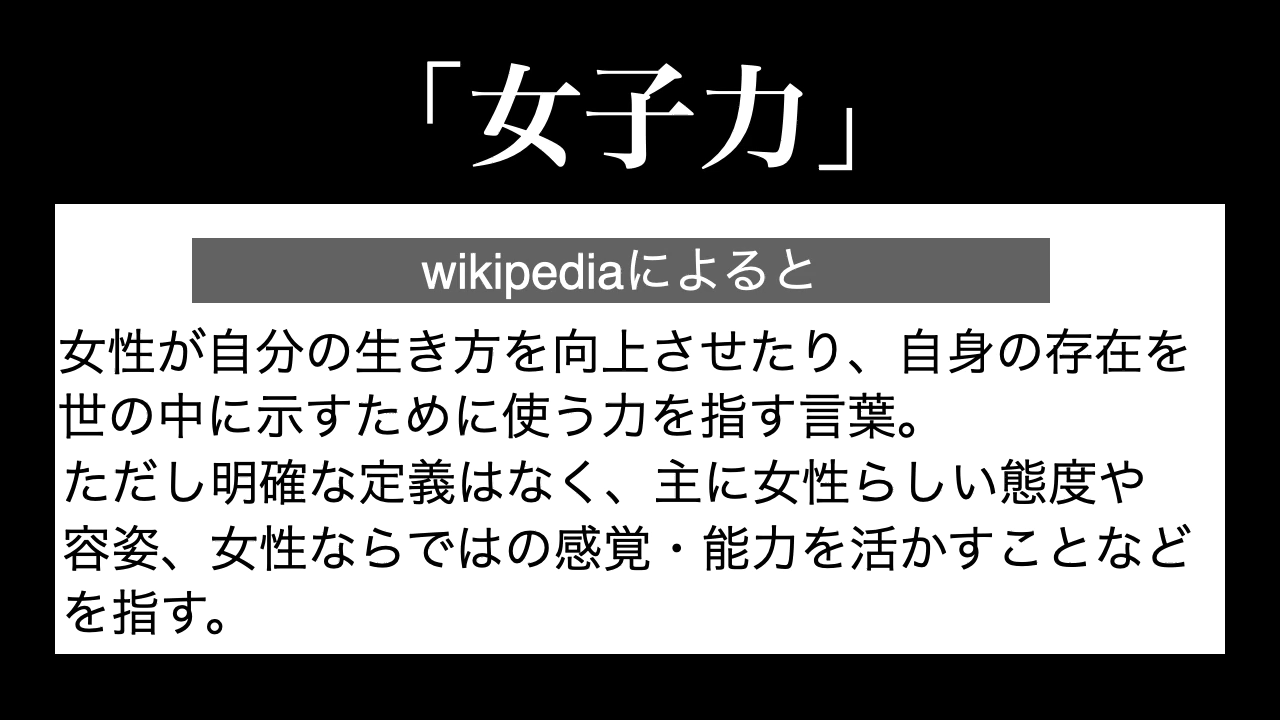 「女子力」
wikipediaによると
女性が自分の生き方を向上させたり、自身の存在を
世の中に示すために使う力を指す言葉。
ただし明確な定義はなく、主に女性らしい態度や
容姿、女性ならではの感覚・能力を活かすことなど
を指す。